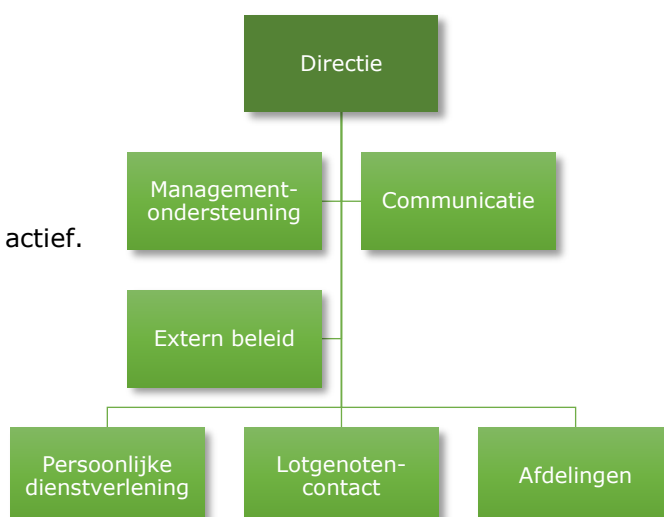 Directie
Management-
ondersteuning
Communicatie
actief.
Extern beleid
Persoonlijke
dienstverlening
Lotgenoten-
contact
Afdelingen